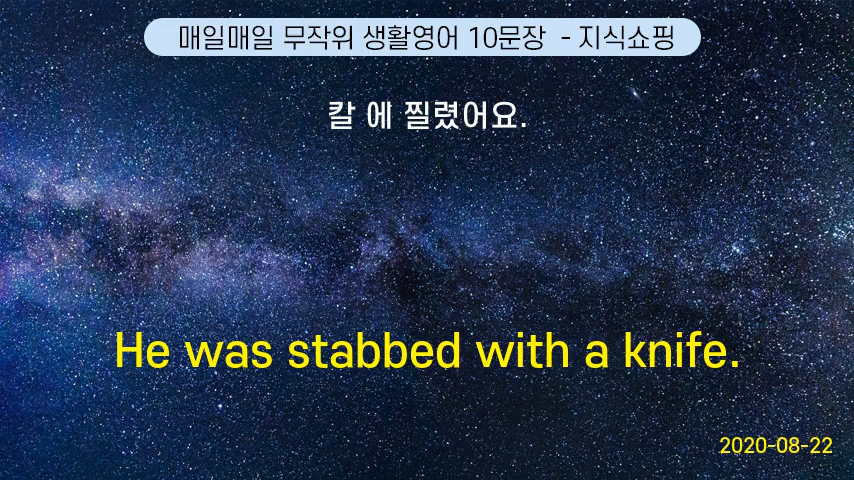 매일매일 무작위 생활영어 10문장 - 지식쇼핑
칼 에 찔렸어요.
He was stabbed with a knife.
2020-08-22